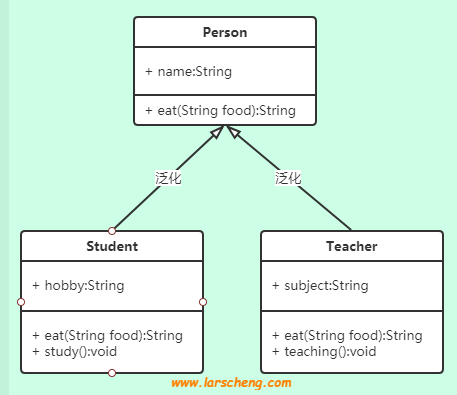 Person
+ name:String
+ eat(String food):String
泛化
泛化
Student
+ hobby:String
+ eat(String food):String
+ study():void
Teacher
+ subject:String
+ eat(String food):String
+ teaching():void
www.larscheng.com